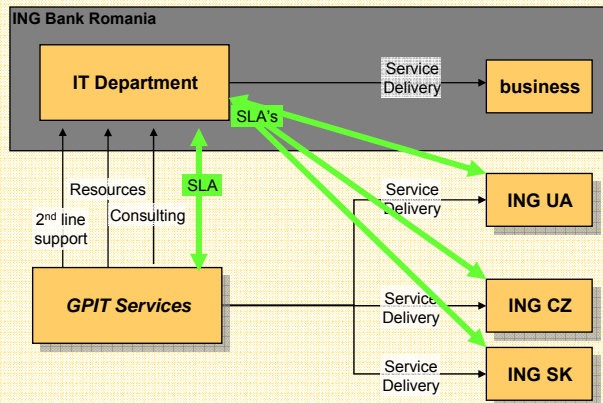 ING Bank Romania
IT Department
Service
Delivery
business
SLA's
SLA
Resources
Consulting
2nd line
support
Service
Delivery
ING UA
GPIT Services
Service
Delivery
ING CZ
Service
Delivery
ING SK